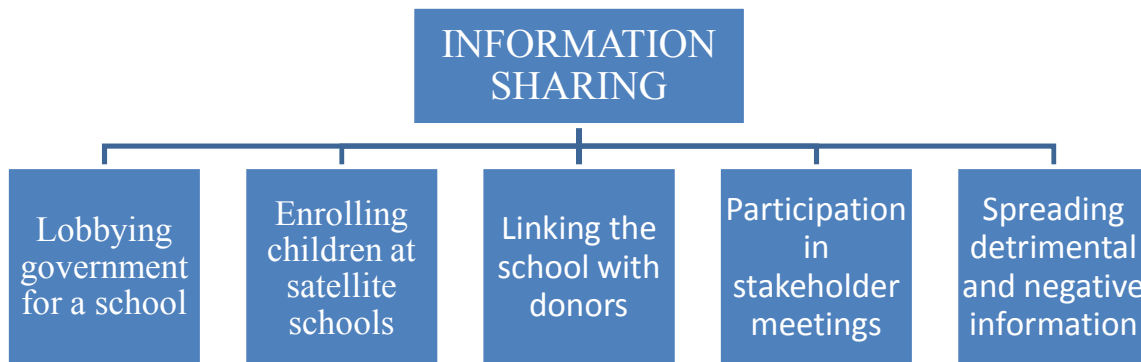 INFORMATION
SHARING
Lobbying
government
for a school
Enrolling
children at
satellite
schools
Linking the
school with
donors
Participation
in
stakeholder
meetings
Spreading
detrimental
and negative
information